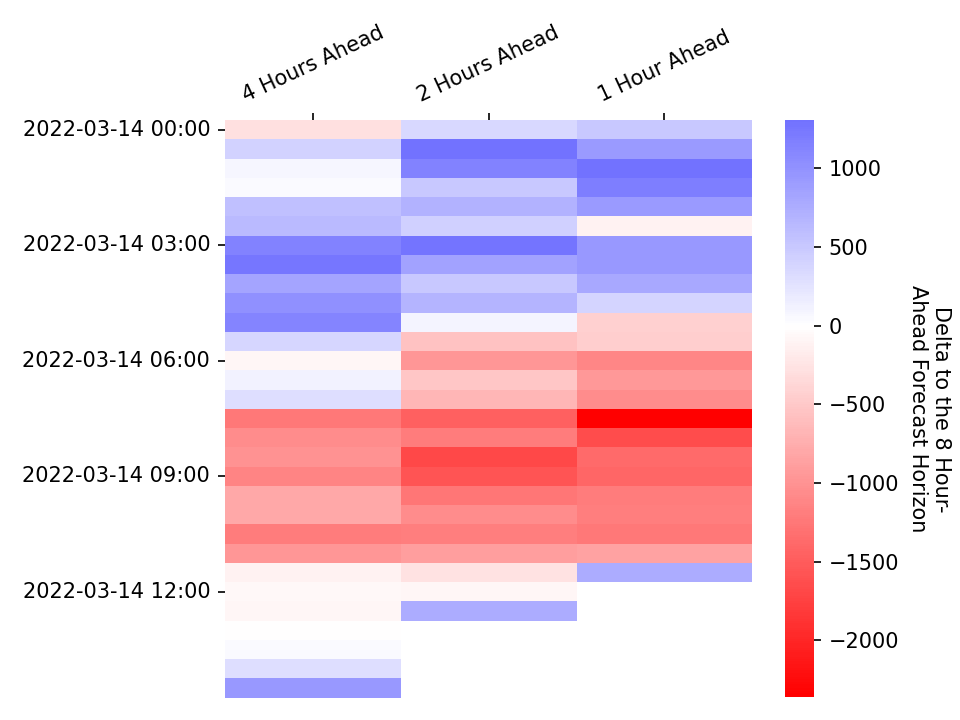 4 Hours Ahead
2 Hours Ahead
1 Hour Ahead
2022-03-14 00:00
2022-03-14 03:00
2022-03-14 06:00
2022-03-14 09:00
2022-03-14 12:00
1000
500
0
−500
−1000
−1500
−2000
Delta to the 8 Hour-
Ahead Forecast Horizon